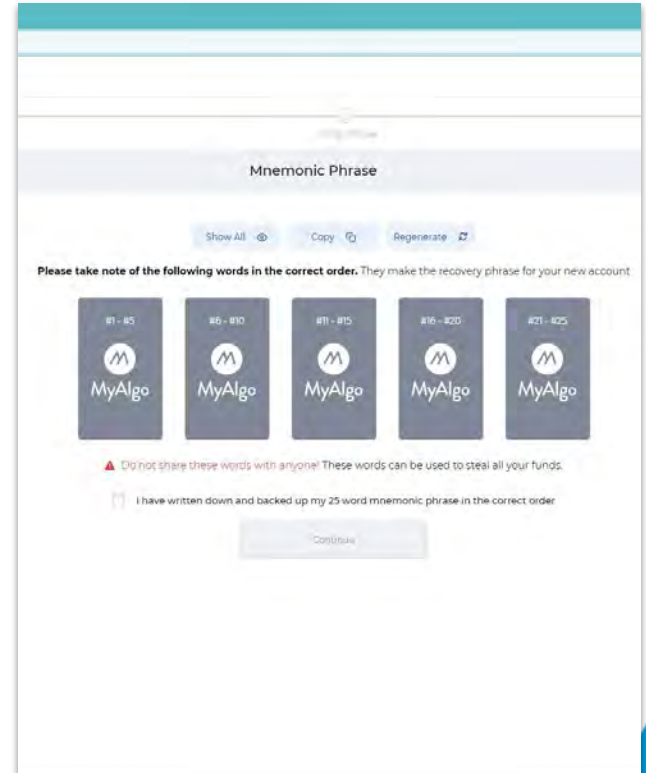 Mnemonic Phrase
Show All Copy Regenerate
Please take note of the following words in the correct order. They make the recovery phrase for your new account
#1 - #5 #6 - #10 #11 - #15 #16 - #20 #21 - #25
MyAlgo MyAlgo MyAlgo MyAlgo MyAlgo
Do not share these words with anyone! These words can be used to steal all your funds.
I have written down and backed up my 25 word mnemonic phrase in the correct order
Continue